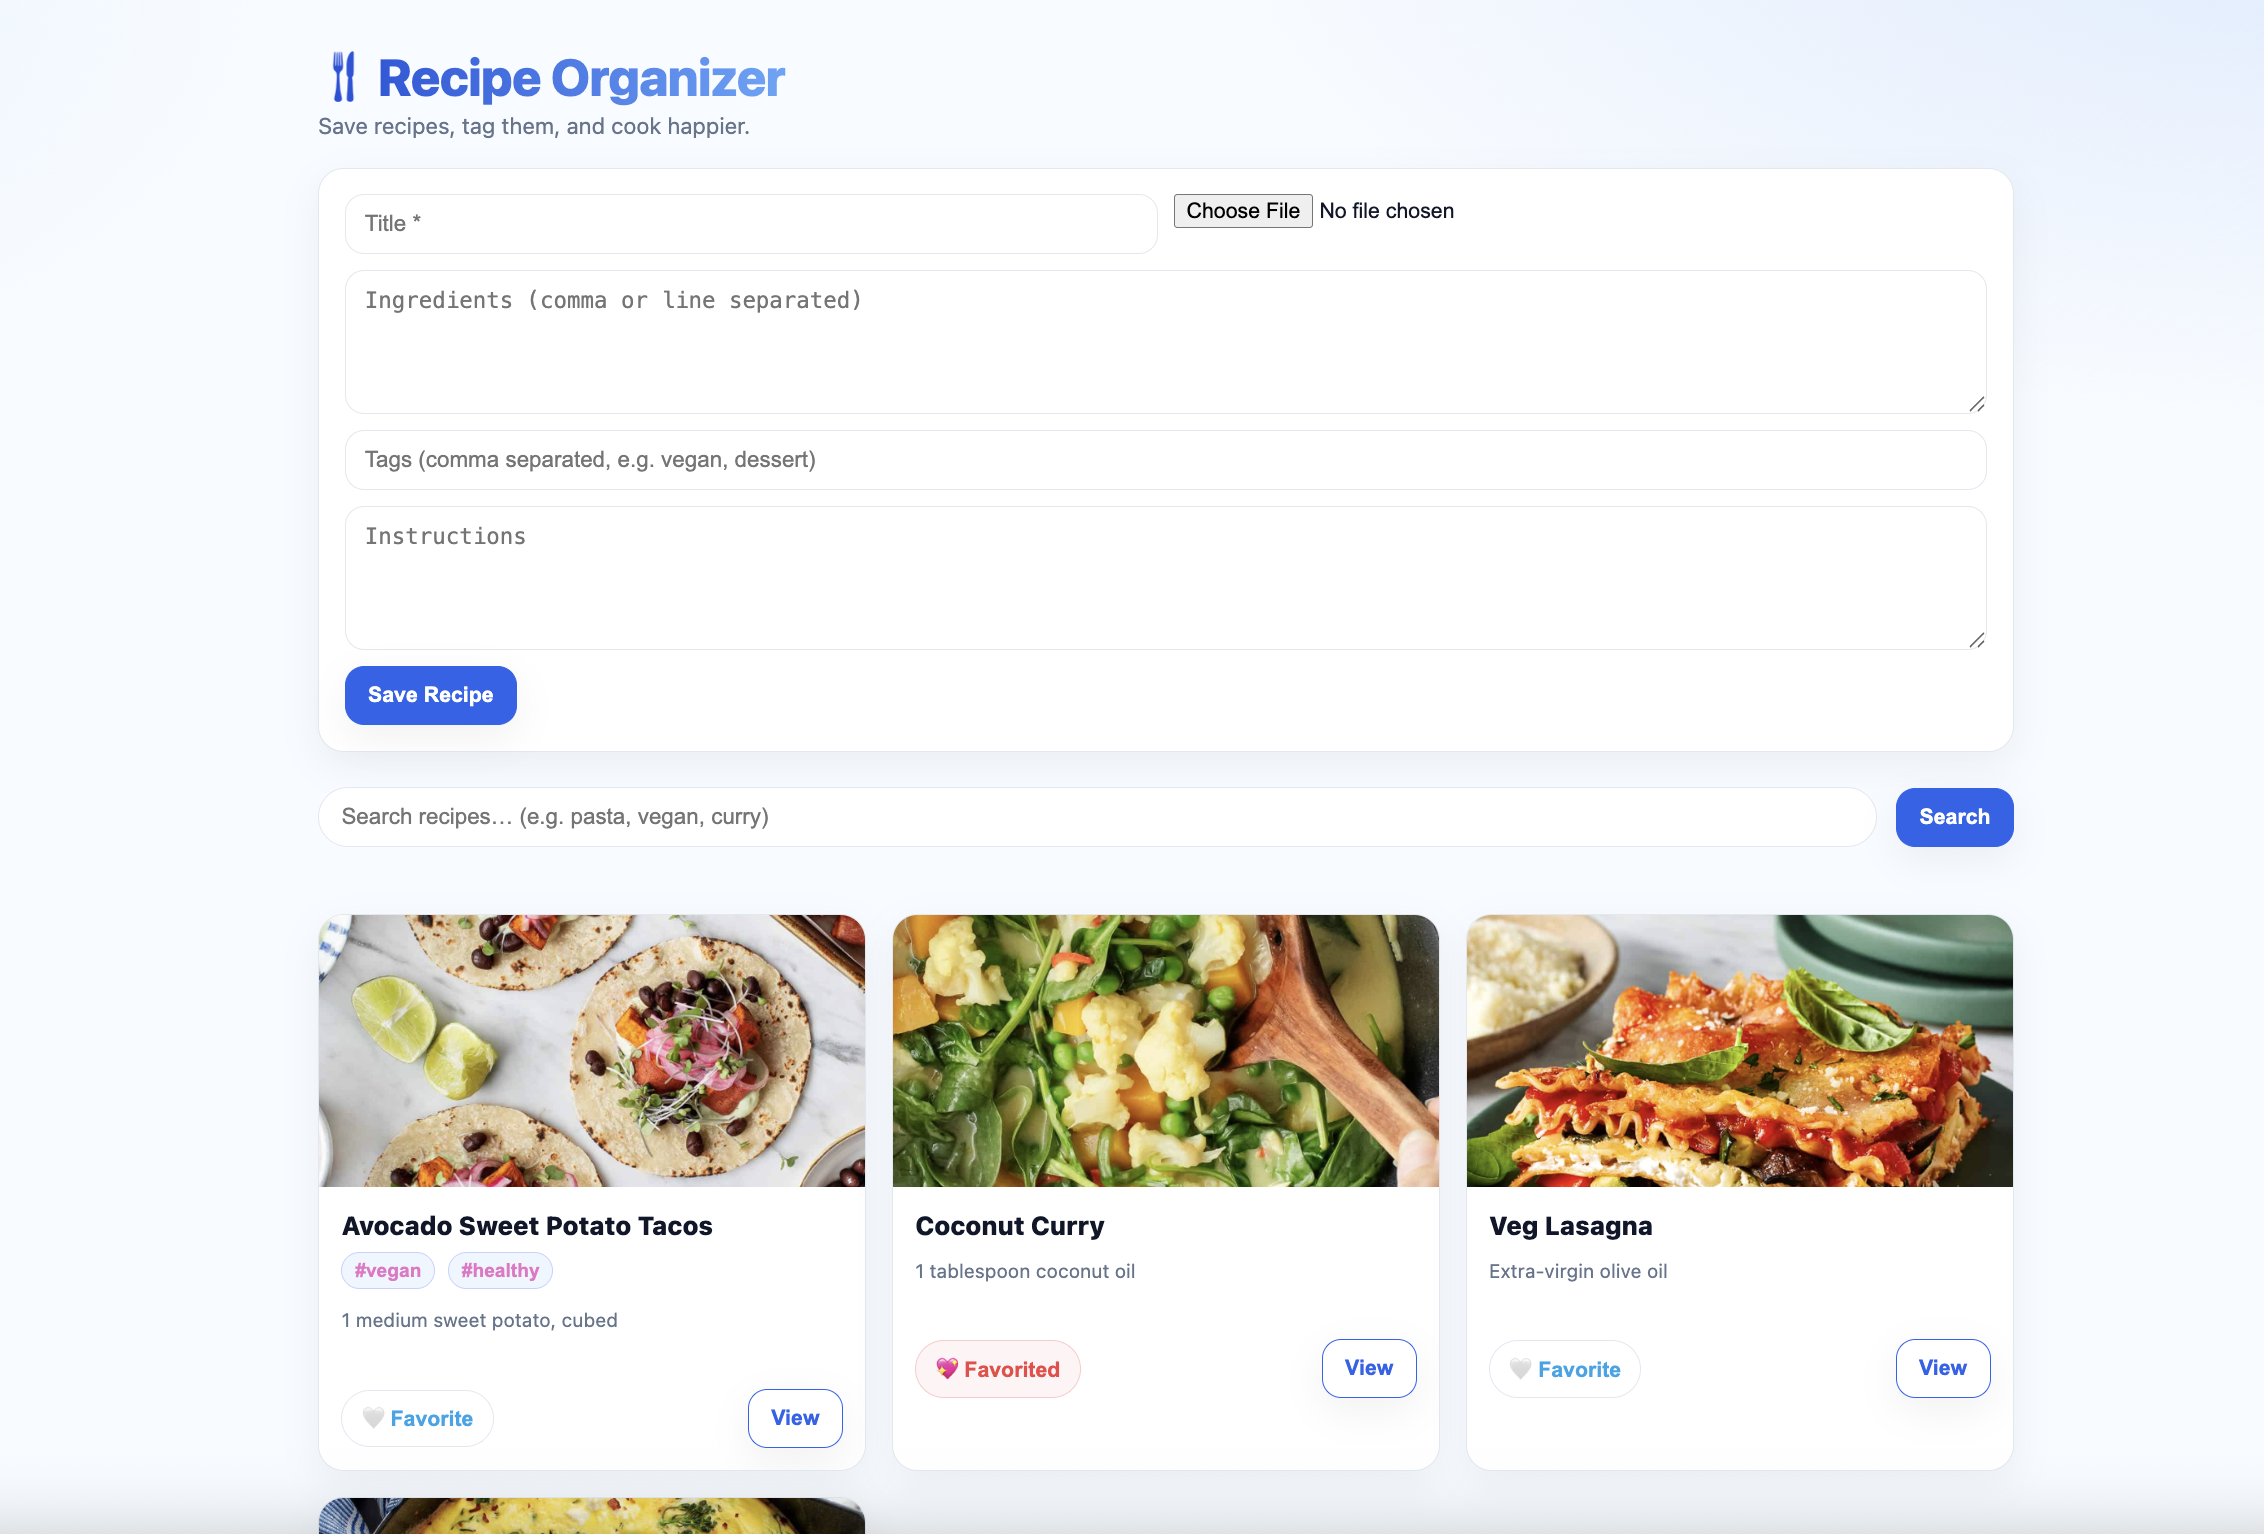 Recipe Organizer
Save recipes, tag them, and cook happier.
Title *
Choose File No file chosen
Ingredients (comma or line separated)
Tags (comma separated, e.g. vegan, dessert)
Instructions
Save Recipe
Search recipes… (e.g. pasta, vegan, curry)
Search
Avocado Sweet Potato Tacos
#vegan #healthy
1 medium sweet potato, cubed
Favorite
View
Coconut Curry
1 tablespoon coconut oil
Favorited
View
Veg Lasagna
Extra-virgin olive oil
Favorite
View